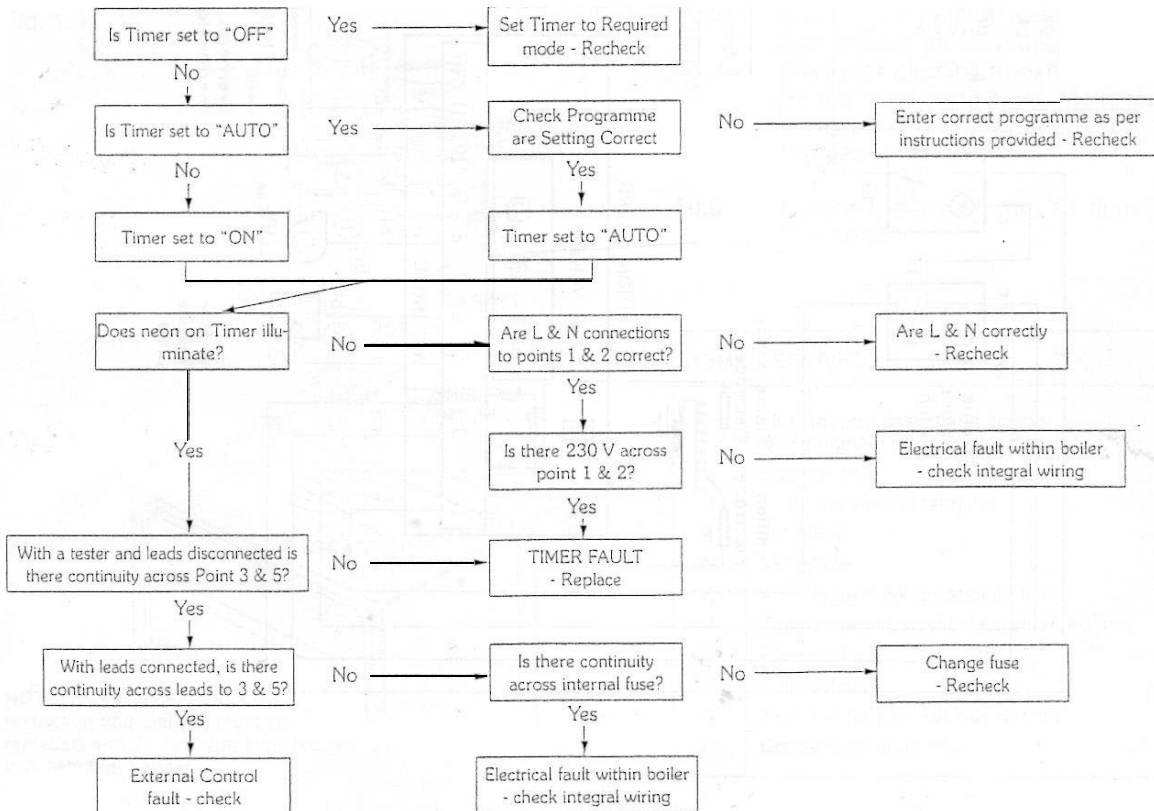 Is Timer set to “OFF”
Yes
Set Timer to Required
mode - Recheck
No
Is Timer set to “AUTO”
Yes
Check Programme
are Setting Correct
No
Enter correct programme as per
instructions provided - Recheck
No
Yes
Timer set to “ON”
Timer set to “AUTO”
Does neon on Timer illu-
minate?
No
Are L & N connections
to points 1 & 2 correct?
No
Are L & N correctly
- Recheck
Yes
Yes
Is there 230 V across
point 1 & 2?
No
Electrical fault within boiler
- check integral wiring
Yes
With a tester and leads disconnected is
there continuity across Point 3 & 5?
No
TIMER FAULT
- Replace
Yes
With leads connected, is there
continuity across leads to 3 & 5?
No
Is there continuity
across internal fuse?
No
Change fuse
- Recheck
Yes
Yes
External Control
fault - check
Electrical fault within boiler
- check integral wiring